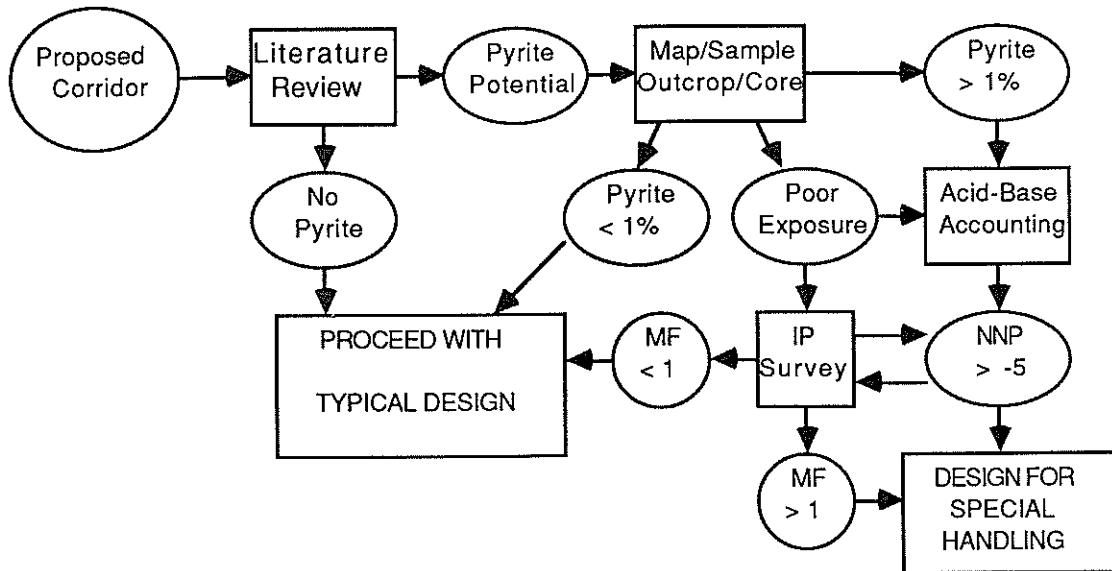 Proposed
Corridor
Literature
Review
Pyrite
Potential
Map/Sample
Outcrop/Core
Pyrite
> 1%
No
Pyrite
Pyrite
< 1%
Poor
Exposure
Acid-Base
Accounting
PROCEED WITH
TYPICAL DESIGN
MF
< 1
IP
Survey
NNP
> -5
MF
> 1
DESIGN FOR
SPECIAL
HANDLING